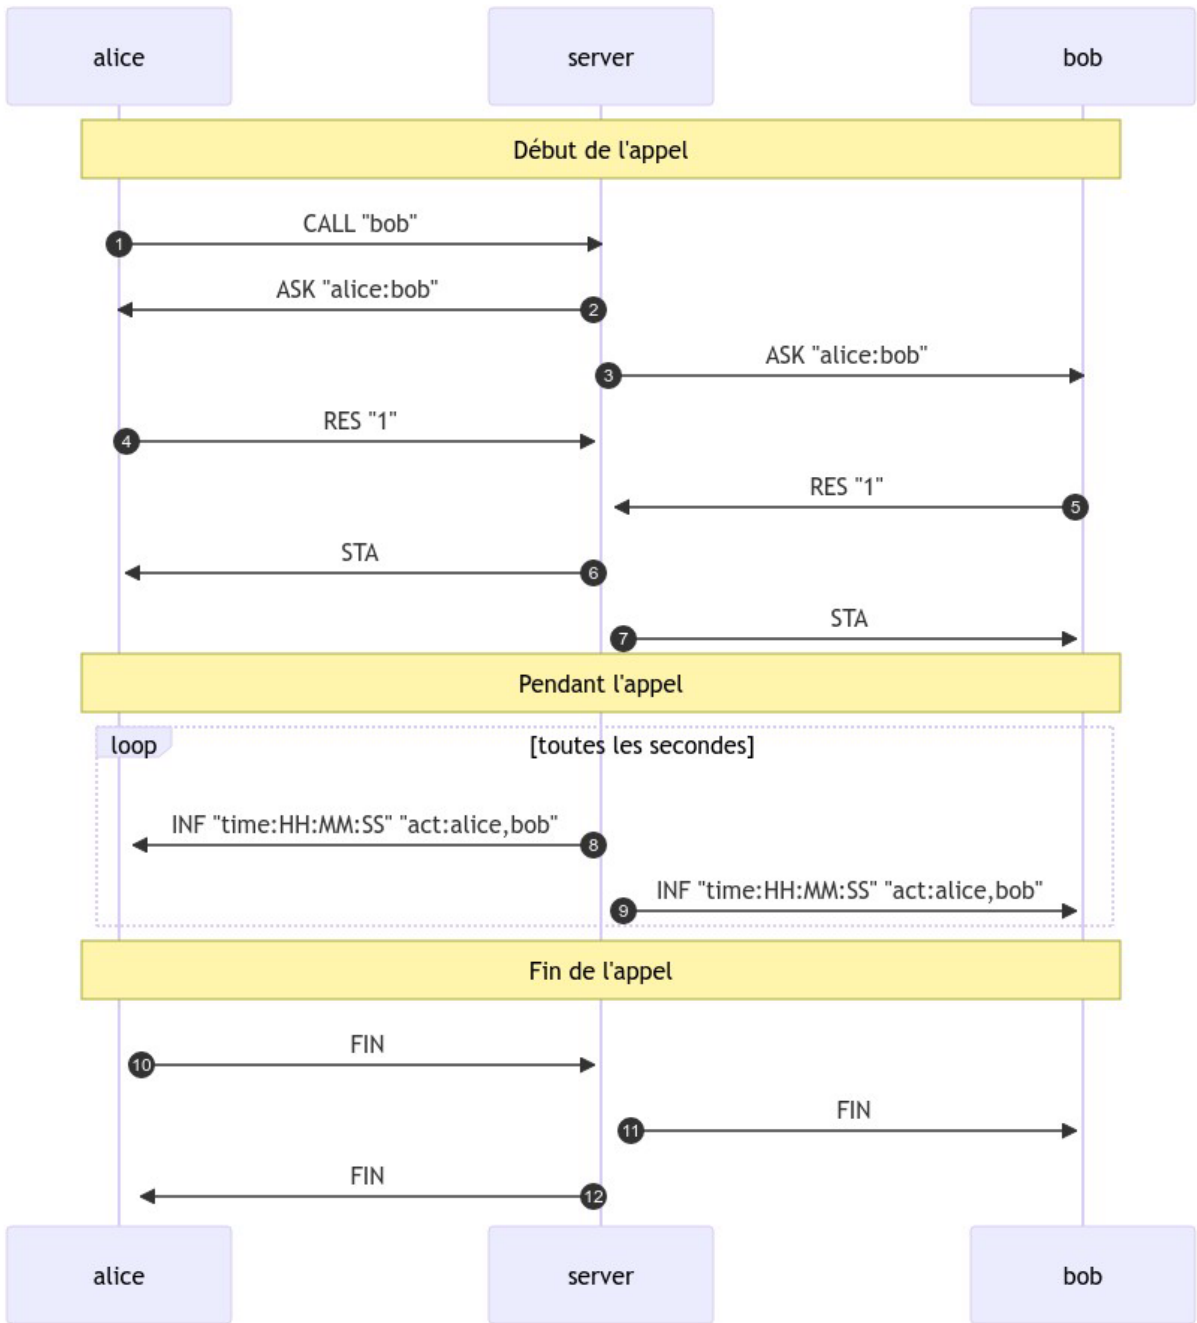 alice
server
bob
Début de l'appel
CALL "bob"
1
ASK "alice:bob"
2
ASK "alice:bob"
3
RES "1"
4
RES "1"
5
STA
6
STA
7
Pendant l'appel
loop
[toutes les secondes]
INF "time:HH:MM:SS" "act:alice,bob"
8
INF "time:HH:MM:SS" "act:alice,bob"
9
Fin de l'appel
FIN
10
FIN
11
FIN
12
alice
server
bob